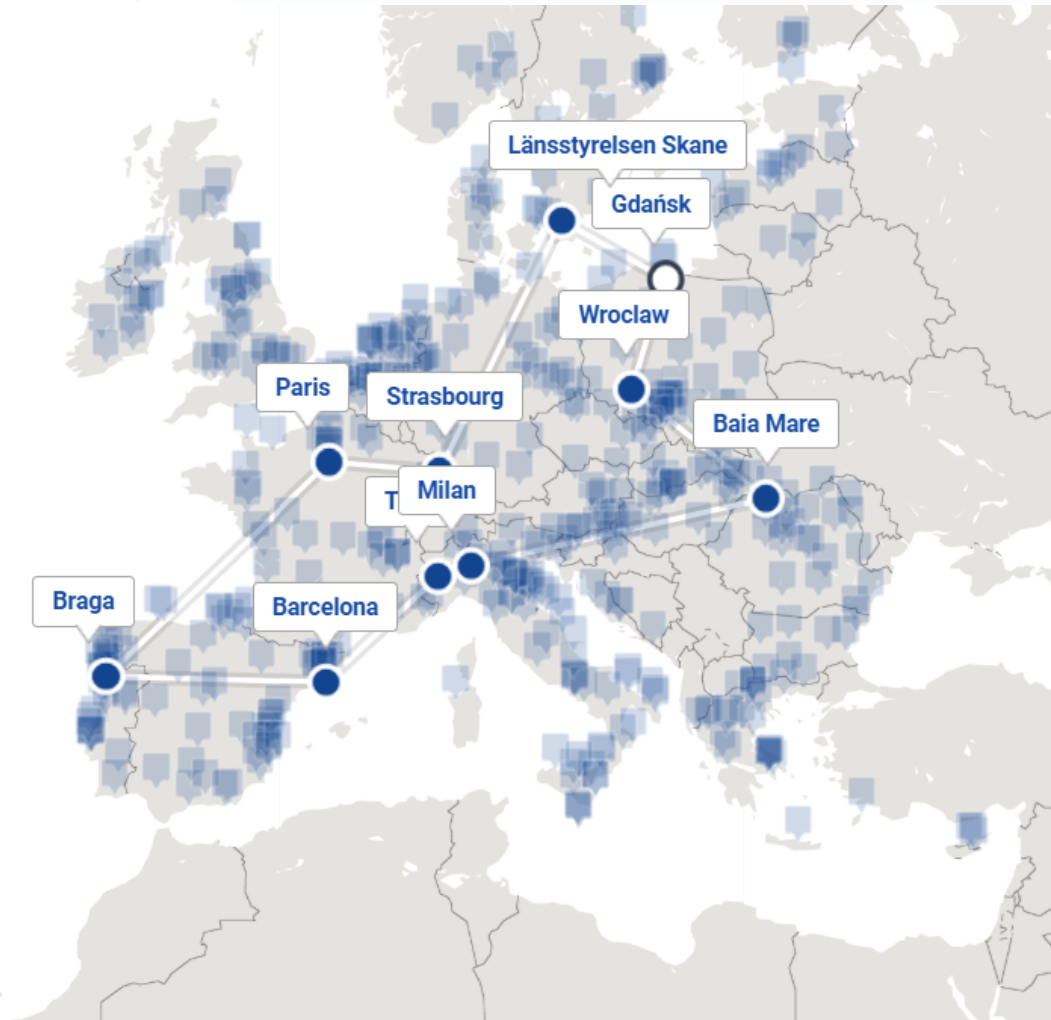 Länsstyrelsen Skane
Gdańsk
Wroclaw
Paris
Strasbourg
Baia Mare
T
Milan
Braga
Barcelona